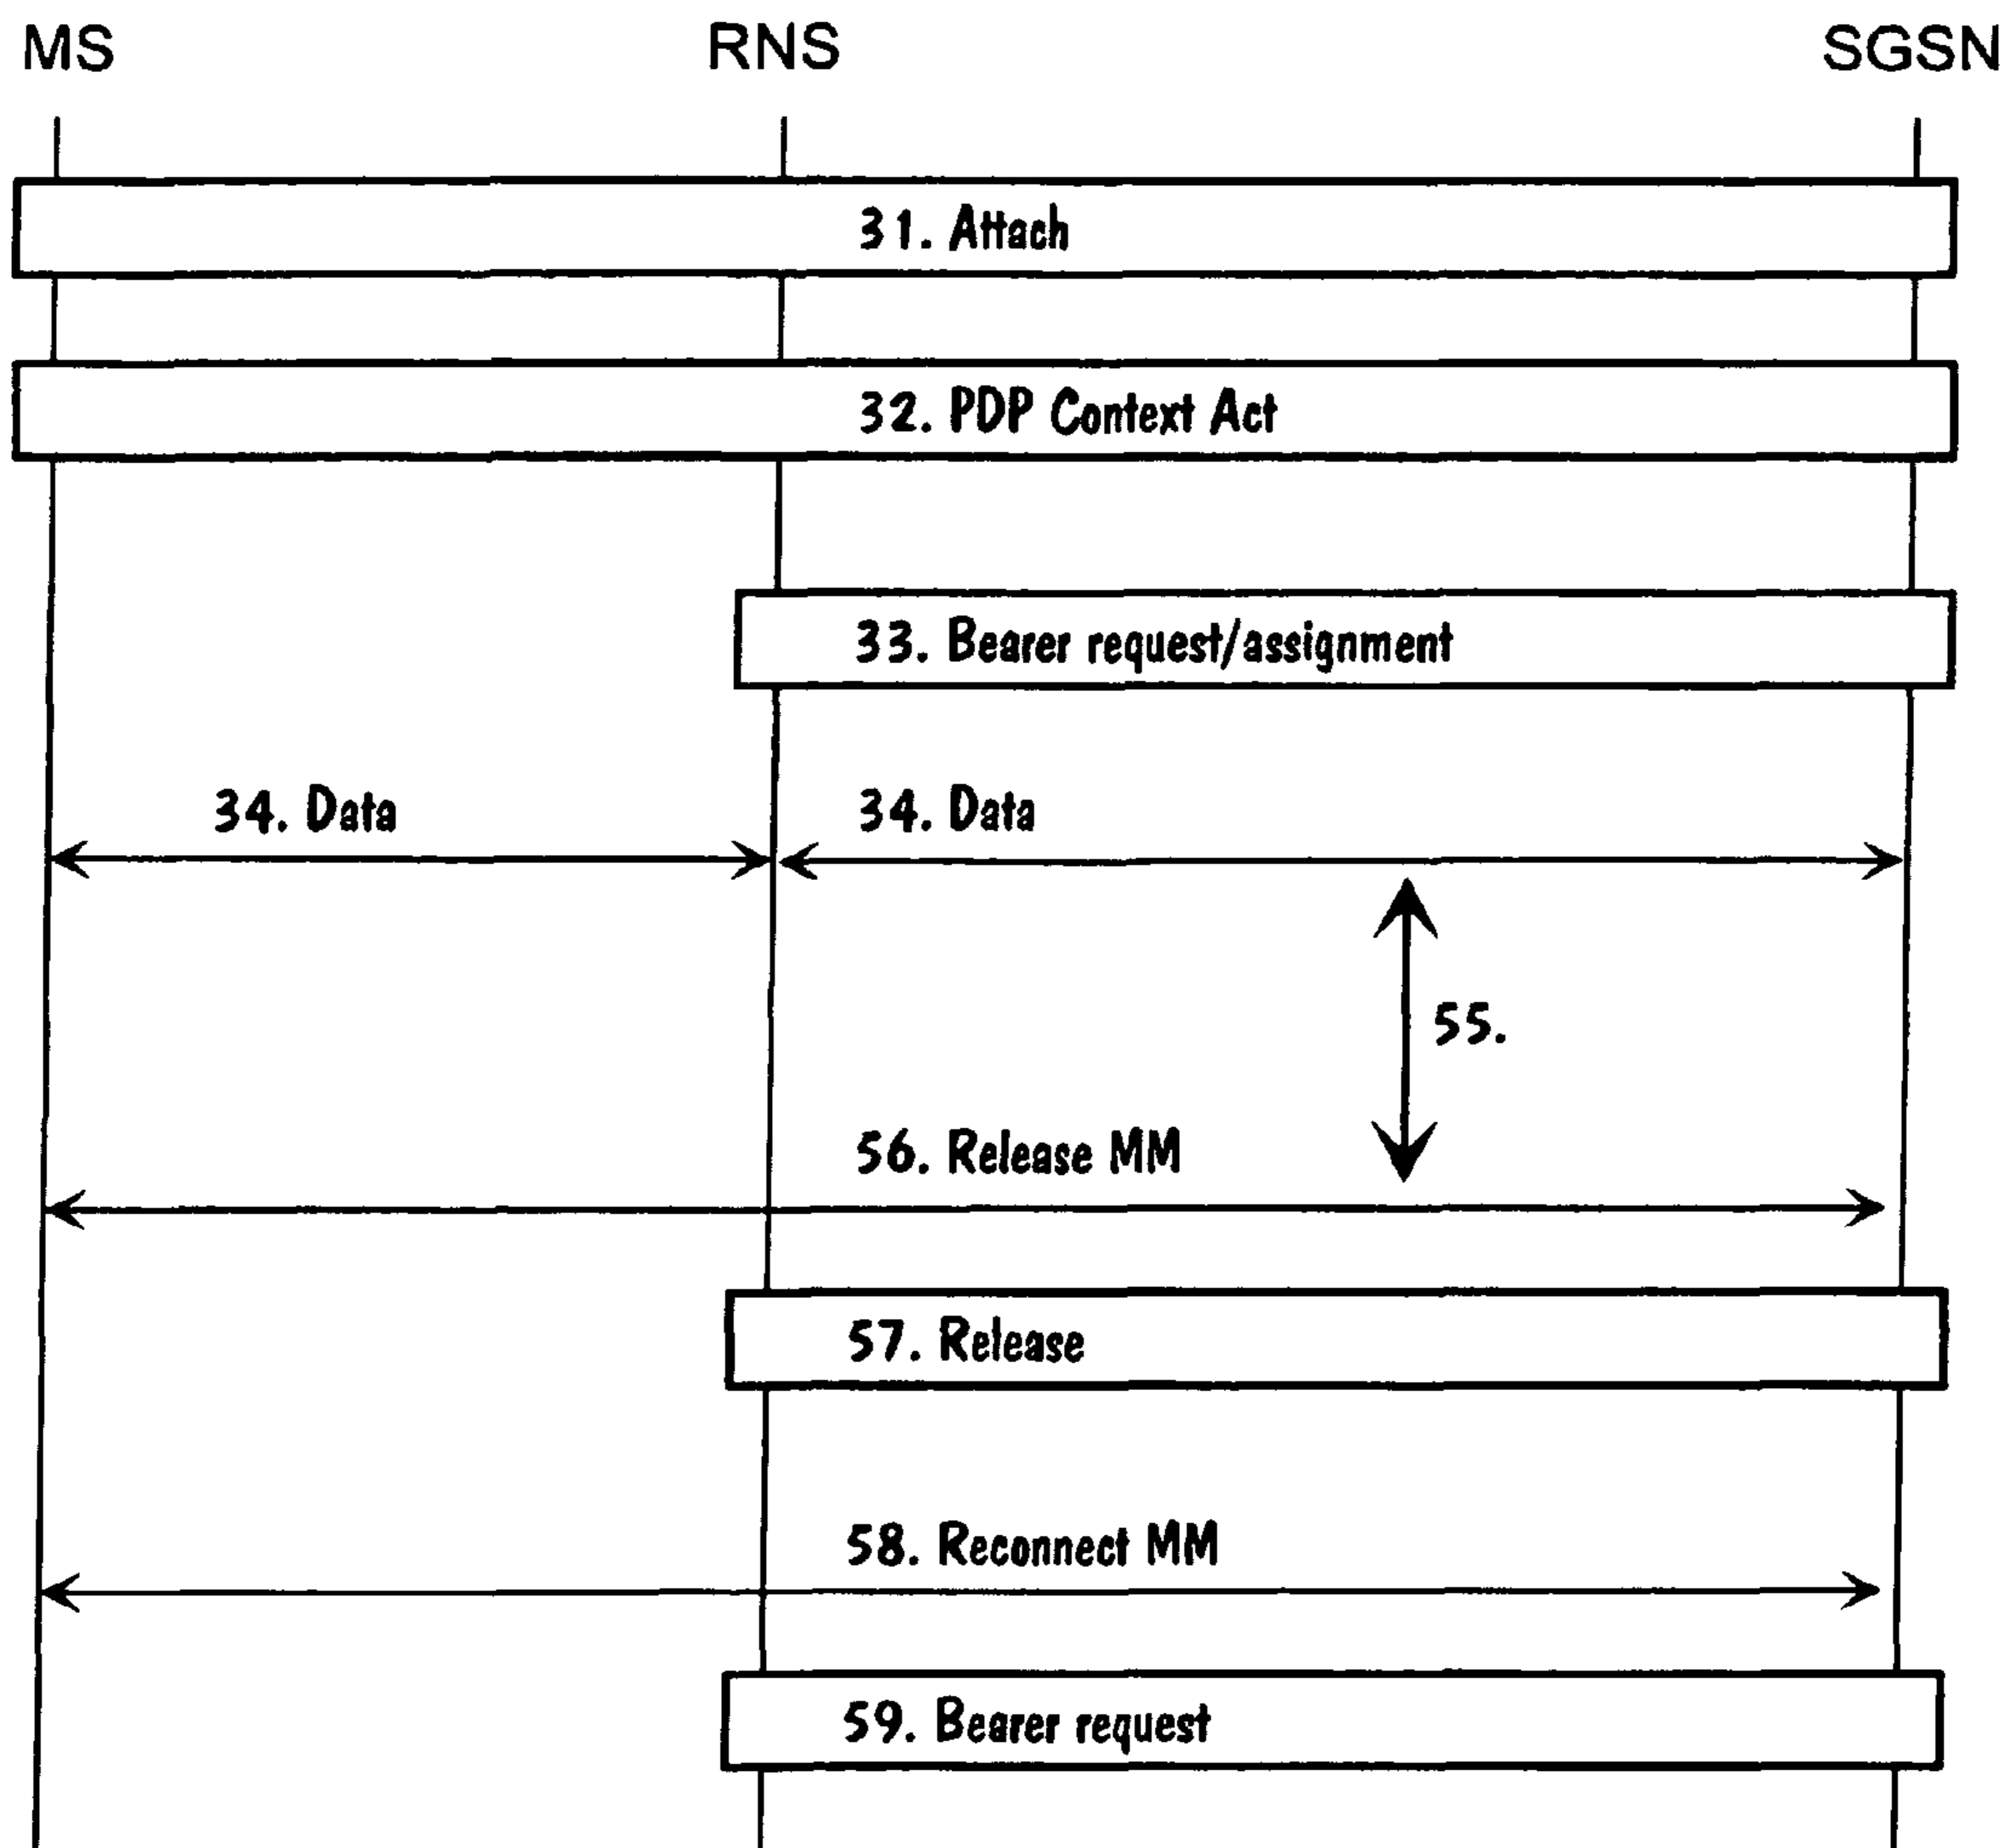 MS RNS SGSN
31. Attach
32. PDP Context Act
33. Bearer request/assignment
34. Data 34. Data
55.
56. Release MM
57. Release
58. Reconnect MM
59. Bearer request